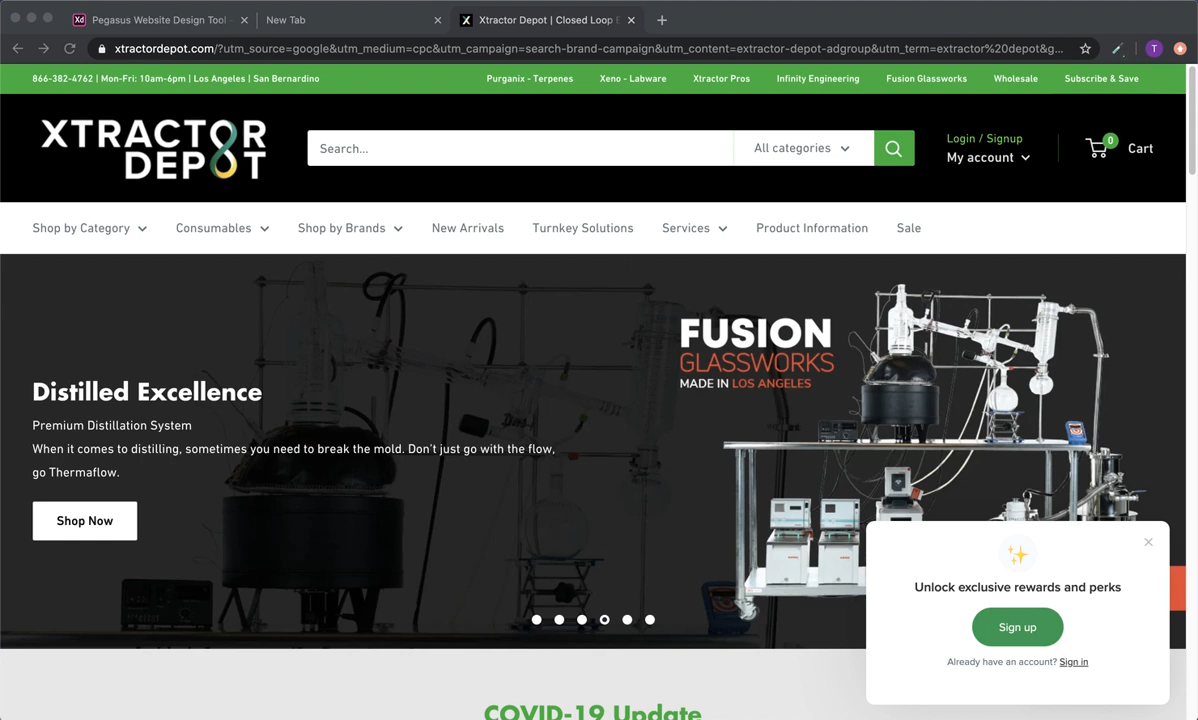 Pegasus Website Design Tool
New Tab
Xtractor Depot | Closed Loop E
xtractordepot.com/?utm_source=google&utm_medium=cpc&utm_campaign=search-brand-campaign&utm_content=extractor-depot-adgroup&utm_term=extractor%20depot&g...
T
866-382-4762 | Mon-Fri: 10am-6pm | Los Angeles | San Bernardino
Purganix - Terpenes
Xeno - Labware
Xtractor Pros
Infinity Engineering
Fusion Glassworks
Wholesale
Subscribe & Save
XTRACTOR
DEPOT
Search...
All categories
Login / Signup
My account
0
Cart
Shop by Category
Consumables
Shop by Brands
New Arrivals
Turnkey Solutions
Services
Product Information
Sale
FUSION
GLASSWORKS
MADE IN LOS ANGELES
Distilled Excellence
Premium Distillation System
When it comes to distilling, sometimes you need to break the mold. Don't just go with the flow,
go Thermaflow.
Shop Now
Unlock exclusive rewards and perks
Sign up
Already have an account? Sign in
COVID-19 Update